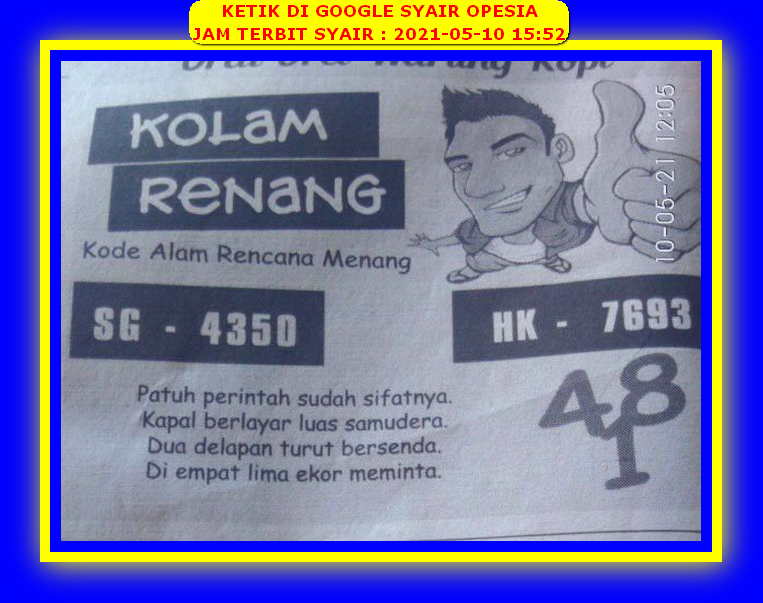 KETIK DI GOOGLE SYAIR OPESIA
JAM TERBIT SYAIR : 2021-05-10 15:52
Warung Kopi
KOLAM
RENANG
10-05-21 12:05
Kode Alam Rencana Menang
SG - 4350
HK - 7693
Patuh perintah sudah sifatnya.
Kapal berlayar luas samudera.
Dua delapan turut bersenda.
Di empat lima ekor meminta.
48
1